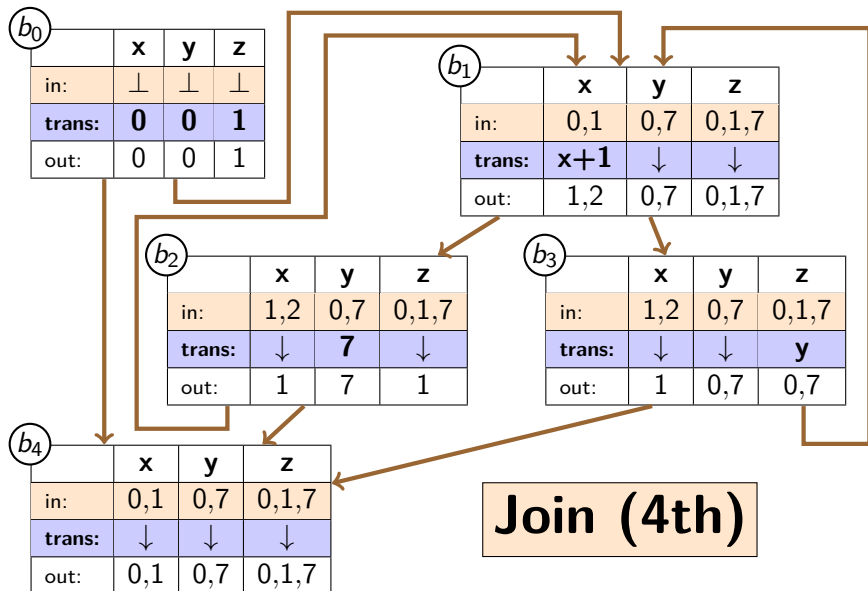 b0
x y z
in: ⊥ ⊥ ⊥
trans: 0 0 1
out: 0 0 1
b1
x y z
in: 0,1 0,7 0,1,7
trans: x+1 ↓ ↓
out: 1,2 0,7 0,1,7
b2
x y z
in: 1,2 0,7 0,1,7
trans: ↓ 7 ↓
out: 1 7 1
b3
x y z
in: 1,2 0,7 0,1,7
trans: ↓ ↓ y
out: 1 0,7 0,7
b4
x y z
in: 0,1 0,7 0,1,7
trans: ↓ ↓ ↓
out: 0,1 0,7 0,1,7
Join (4th)